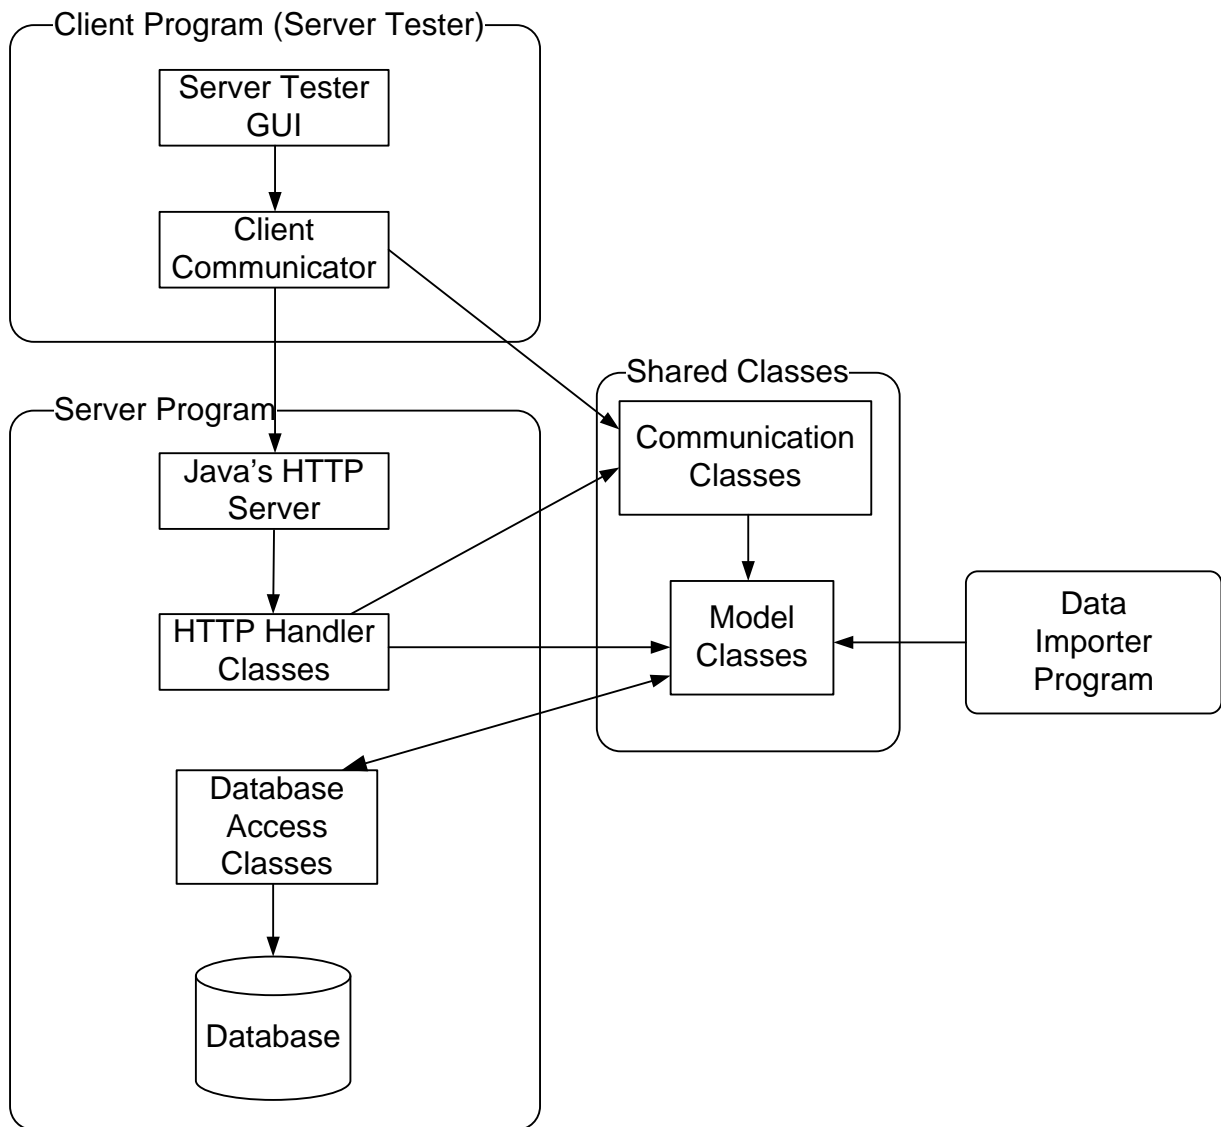 Client Program (Server Tester)
Server Tester
GUI
Client
Communicator
Server Program
Java’s HTTP
Server
HTTP Handler
Classes
Database
Access
Classes
Database
Shared Classes
Communication
Classes
Model
Classes
Data
Importer
Program